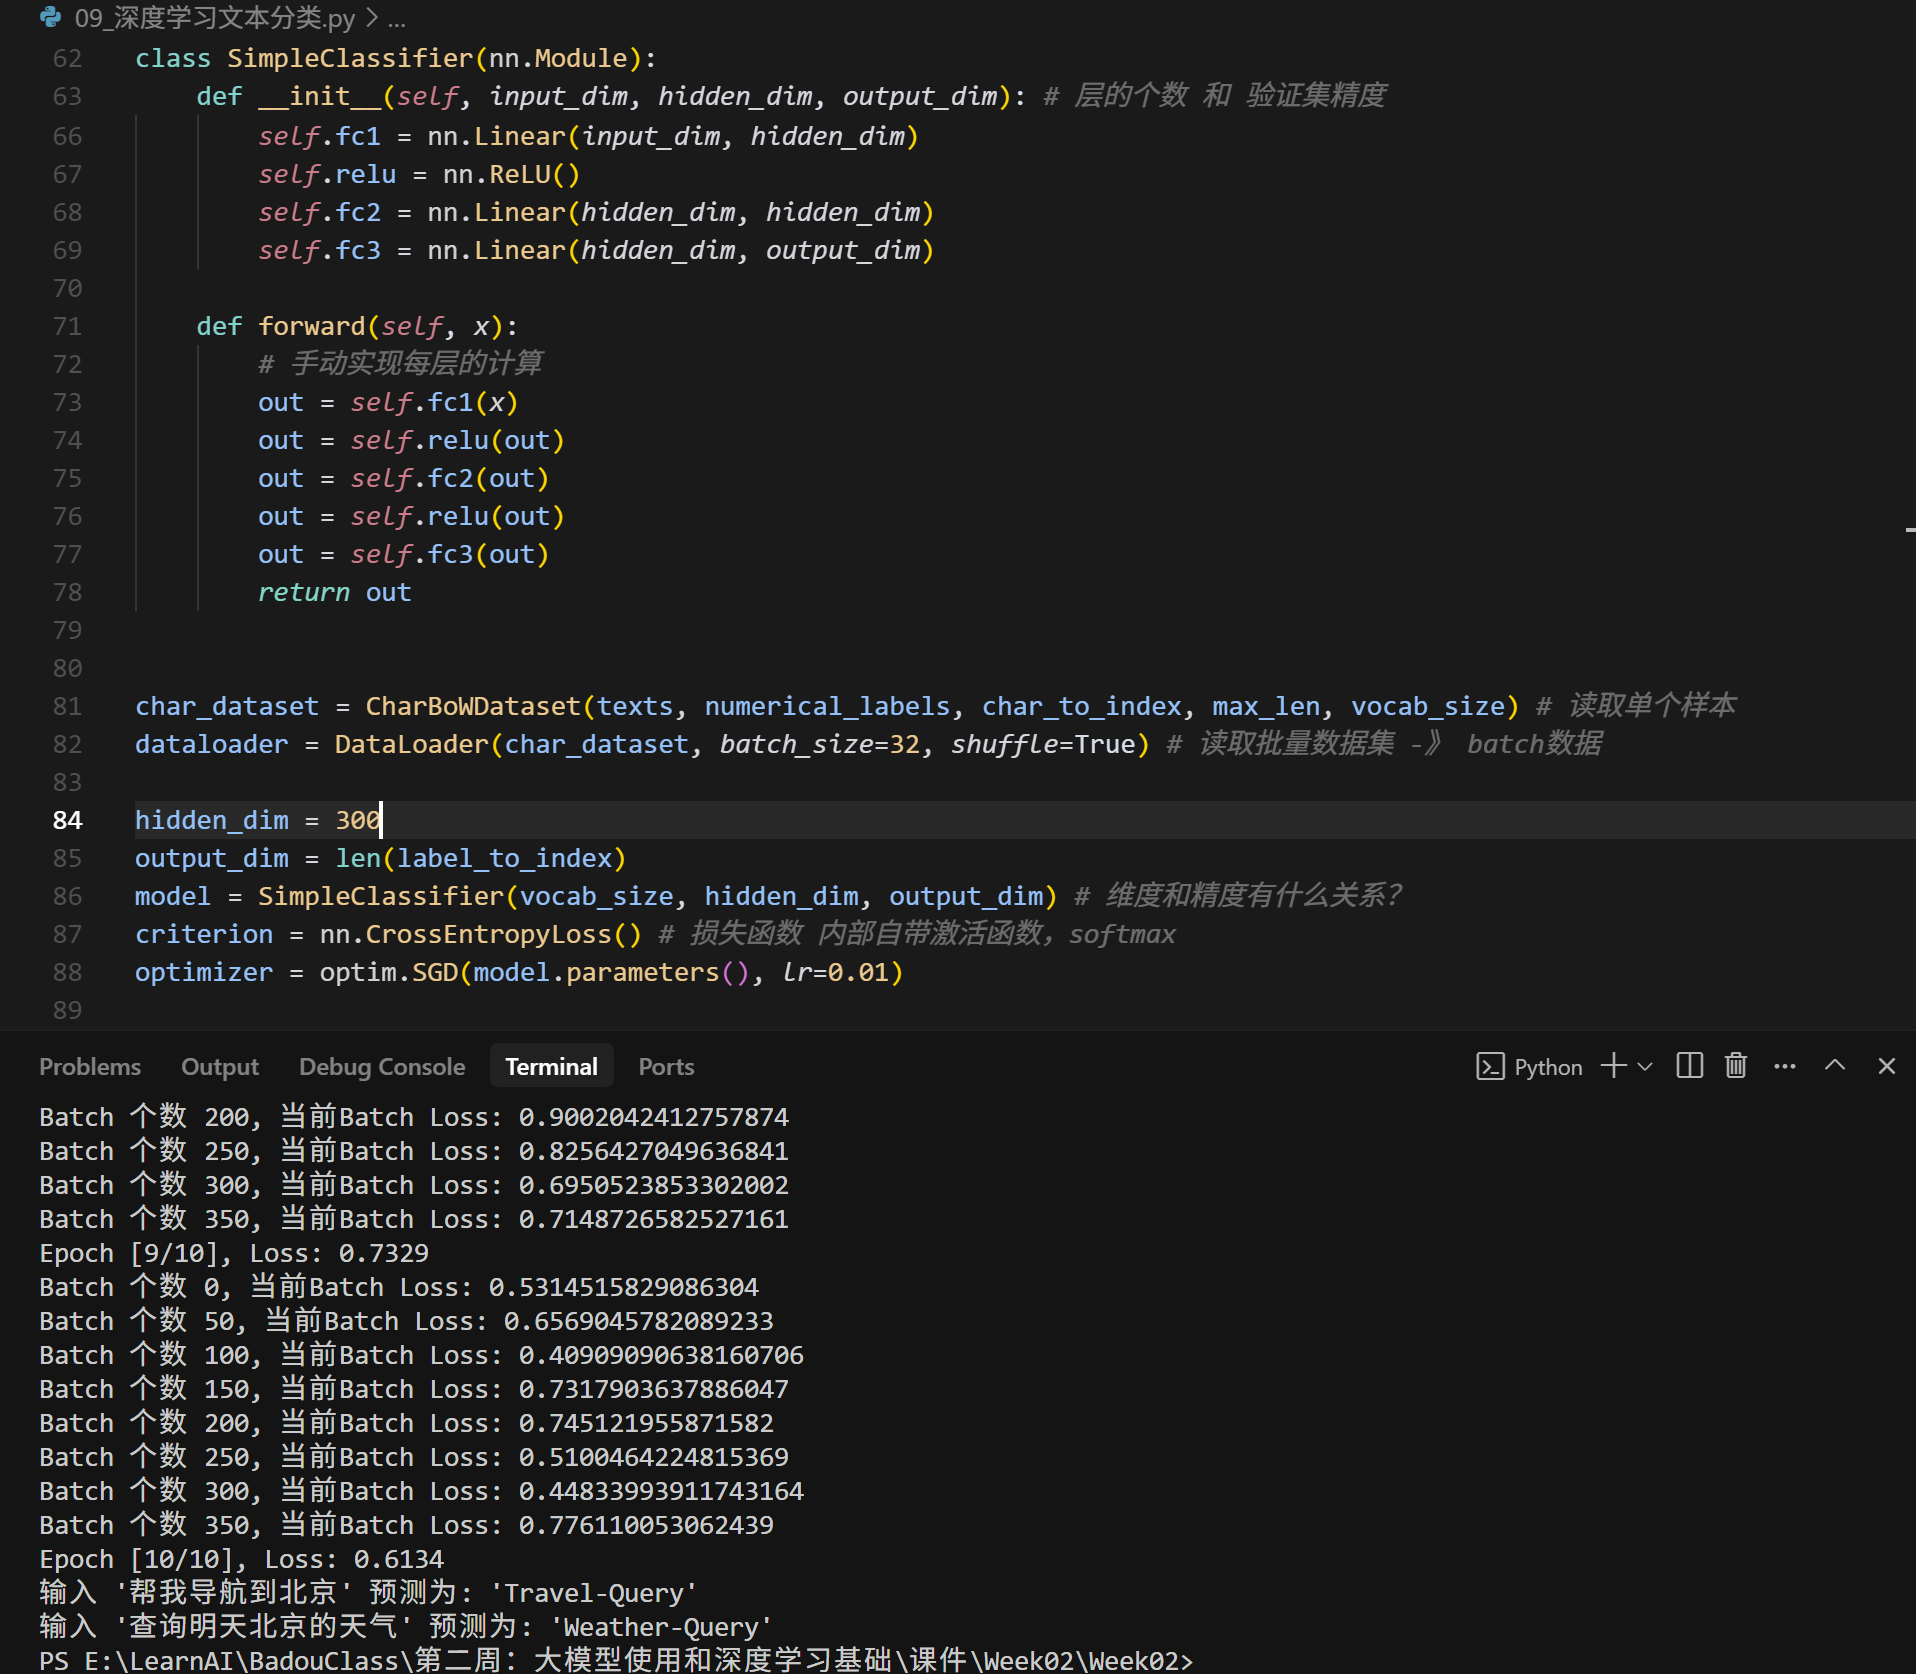 09_深度学习文本分类.py > ...
62 class SimpleClassifier(nn.Module):
63 def __init__(self, input_dim, hidden_dim, output_dim): # 层的个数 和 验证集精度
66 self.fc1 = nn.Linear(input_dim, hidden_dim)
67 self.relu = nn.ReLU()
68 self.fc2 = nn.Linear(hidden_dim, hidden_dim)
69 self.fc3 = nn.Linear(hidden_dim, output_dim)
70
71 def forward(self, x):
72 # 手动实现每层的计算
73 out = self.fc1(x)
74 out = self.relu(out)
75 out = self.fc2(out)
76 out = self.relu(out)
77 out = self.fc3(out)
78 return out
79
80
81 char_dataset = CharBoWDataset(texts, numerical_labels, char_to_index, max_len, vocab_size) # 读取单个样本
82 dataloader = DataLoader(char_dataset, batch_size=32, shuffle=True) # 读取批量数据集 -》 batch数据
83
84 hidden_dim = 300
85 output_dim = len(label_to_index)
86 model = SimpleClassifier(vocab_size, hidden_dim, output_dim) # 维度和精度有什么关系？
87 criterion = nn.CrossEntropyLoss() # 损失函数 内部自带激活函数，softmax
88 optimizer = optim.SGD(model.parameters(), lr=0.01)
89
Problems Output Debug Console Terminal Ports Python
Batch 个数 200, 当前Batch Loss: 0.9002042412757874
Batch 个数 250, 当前Batch Loss: 0.8256427049636841
Batch 个数 300, 当前Batch Loss: 0.6950523853302002
Batch 个数 350, 当前Batch Loss: 0.7148726582527161
Epoch [9/10], Loss: 0.7329
Batch 个数 0, 当前Batch Loss: 0.5314515829086304
Batch 个数 50, 当前Batch Loss: 0.6569045782089233
Batch 个数 100, 当前Batch Loss: 0.40909090638160706
Batch 个数 150, 当前Batch Loss: 0.7317903637886047
Batch 个数 200, 当前Batch Loss: 0.745121955871582
Batch 个数 250, 当前Batch Loss: 0.5100464224815369
Batch 个数 300, 当前Batch Loss: 0.44833993911743164
Batch 个数 350, 当前Batch Loss: 0.776110053062439
Epoch [10/10], Loss: 0.6134
输入 '帮我导航到北京' 预测为: 'Travel-Query'
输入 '查询明天北京的天气' 预测为: 'Weather-Query'
PS E:\LearnAI\BadouClass\第二周：大模型使用和深度学习基础\课件\Week02\Week02>